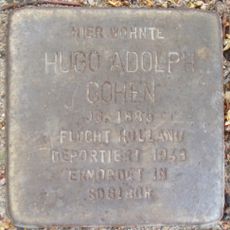 HIER WOHNTE
HUGO ADOLPH
COHEN
JG.
FLUCHT HOLLAND
DEPORTIERT 1943
ERMORDET IN
SOBIBOR